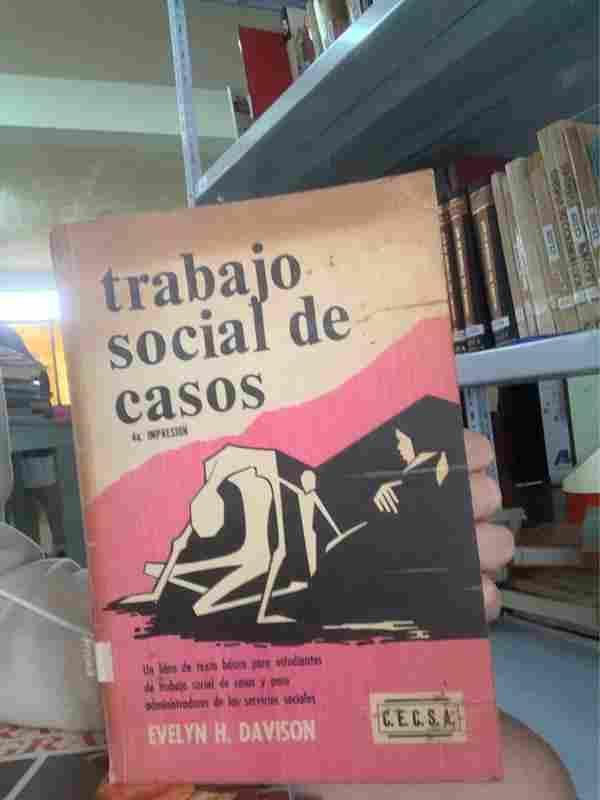 trabajo
social de
casos
4a. IMPRESION
Un libro de texto básico para estudiantes
de trabajo social de casos y para
administradores de los servicios sociales
EVELYN H. DAVISON
C.E.C.S.A.